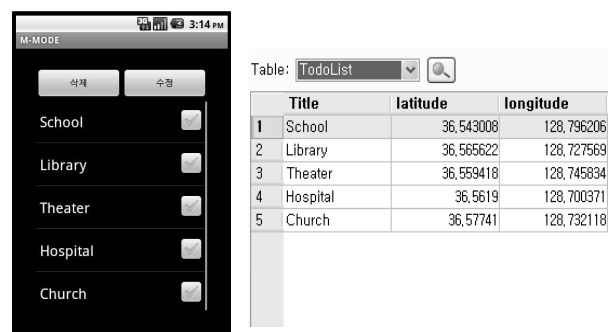 3G 3:14 PM
M-MODE
삭제 수정
School
Library
Theater
Hospital
Church
Table: TodoList
Title latitude longitude
1 School 36,543008 128,796206
2 Library 36,565622 128,727569
3 Theater 36,559418 128,745834
4 Hospital 36,5619 128,700371
5 Church 36,57741 128,732118